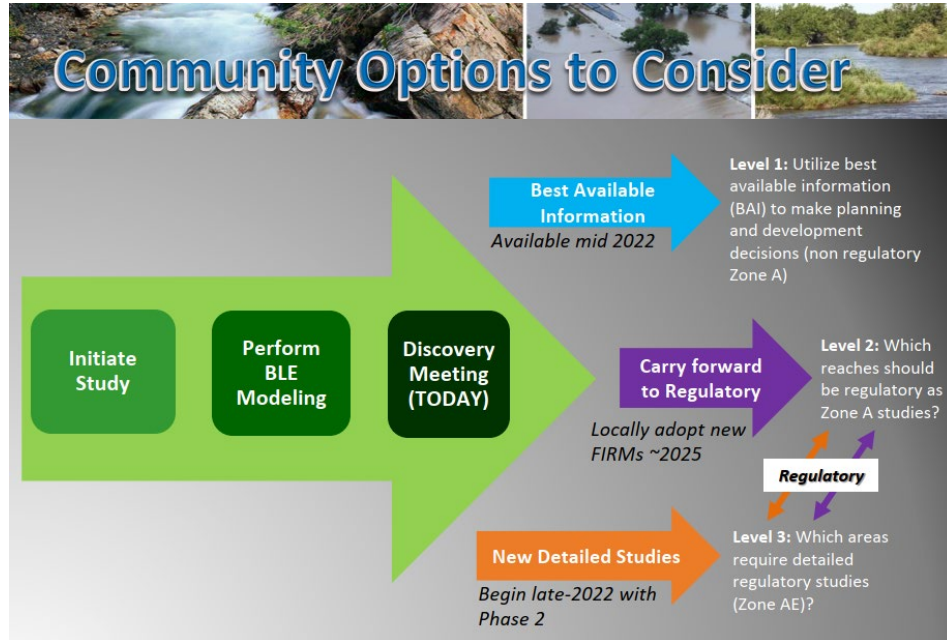 Community Options to Consider
Initiate
Study
Perform
BLE
Modeling
Discovery
Meeting
(TODAY)
Best Available
Information
Available mid 2022
Level 1: Utilize best
available information
(BAI) to make planning
and development
decisions (non regulatory
Zone A)
Carry forward
to Regulatory
Locally adopt new
FIRMs ~2025
Level 2: Which
reaches should
be regulatory as
Zone A studies?
Regulatory
New Detailed Studies
Begin late-2022 with
Phase 2
Level 3: Which areas
require detailed
regulatory studies
(Zone AE)?